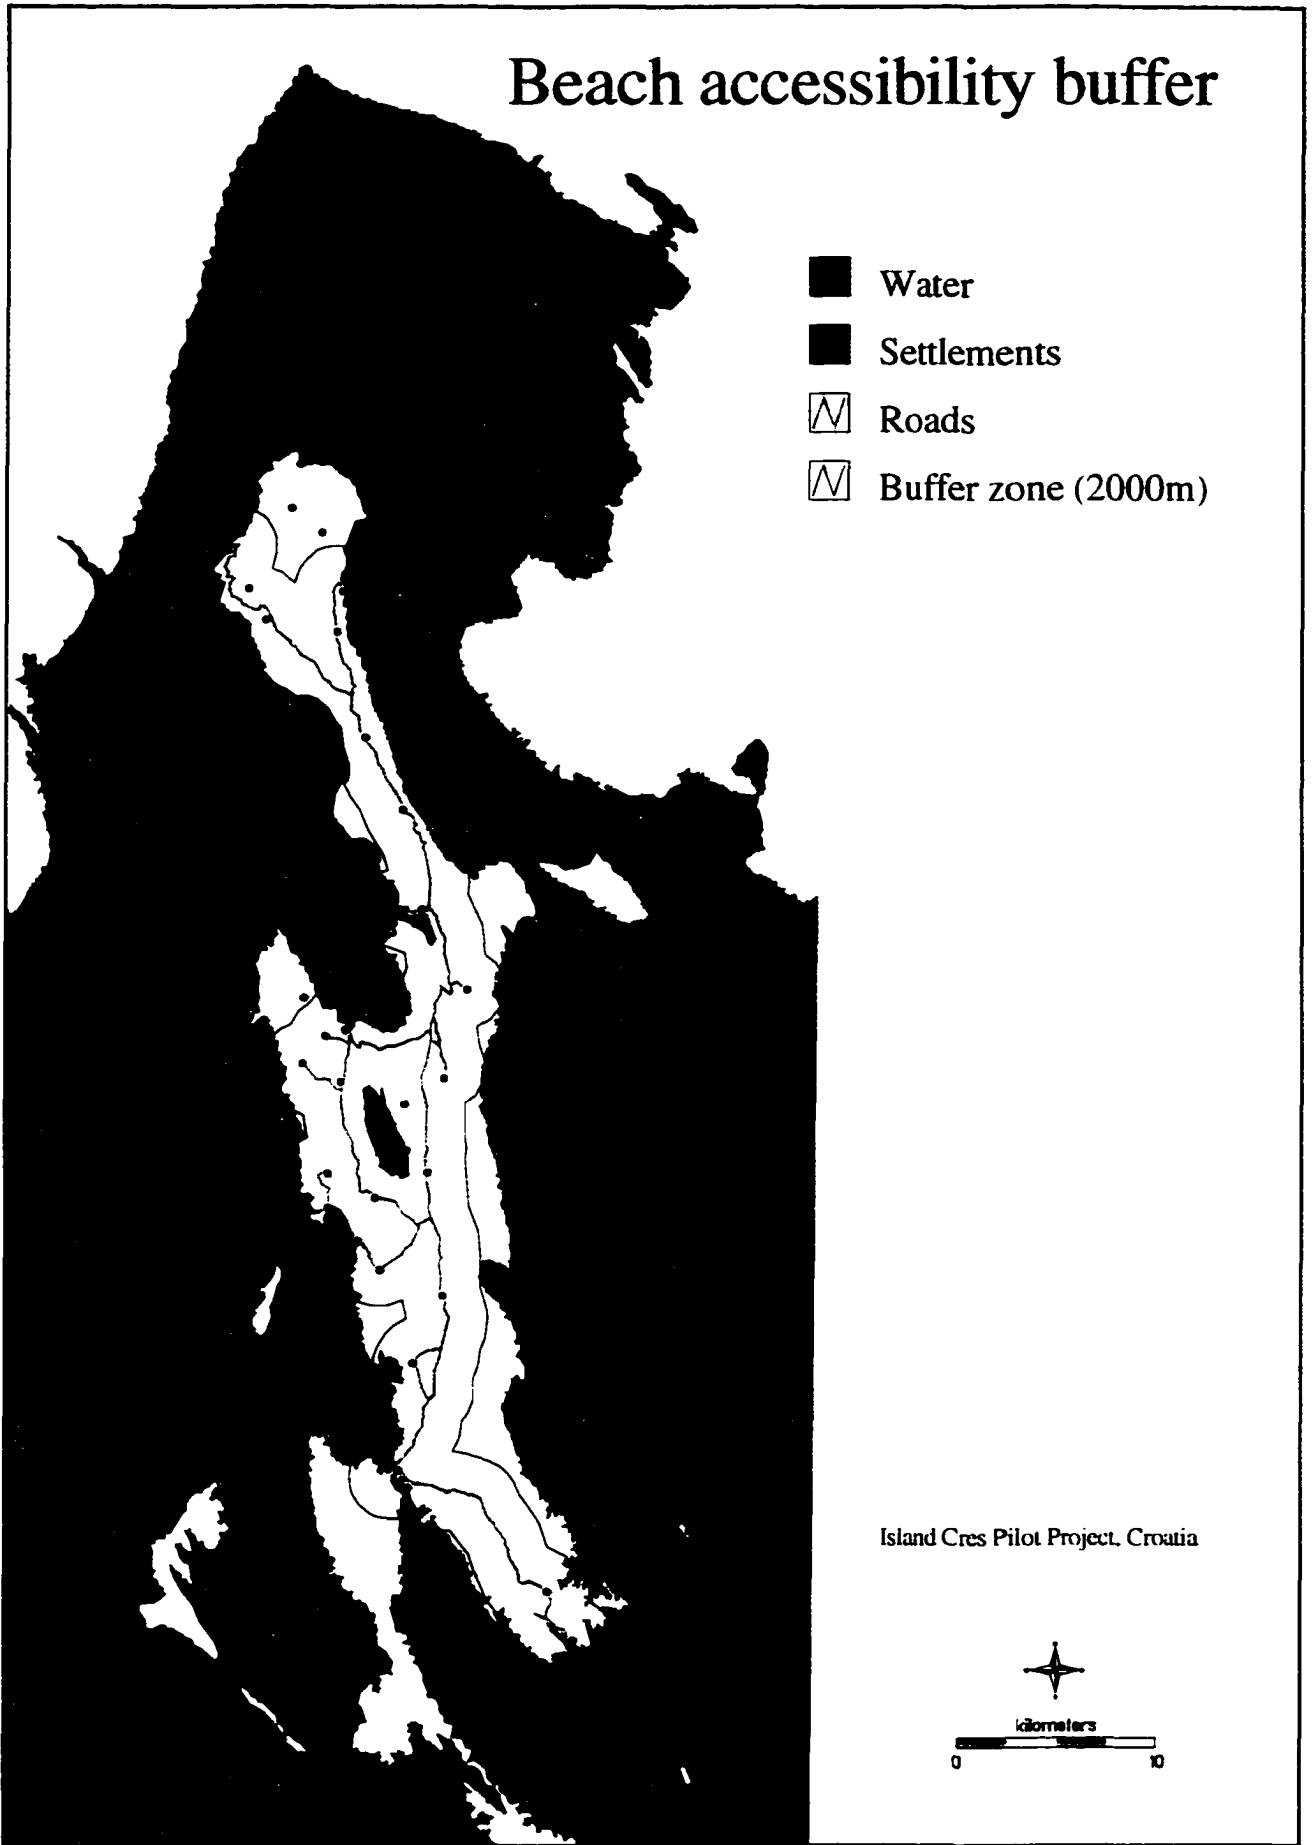 Beach accessibility buffer
Water
Settlements
Roads
Buffer zone (2000m)
Island Cres Pilot Project, Croatia
kilometers
0 10